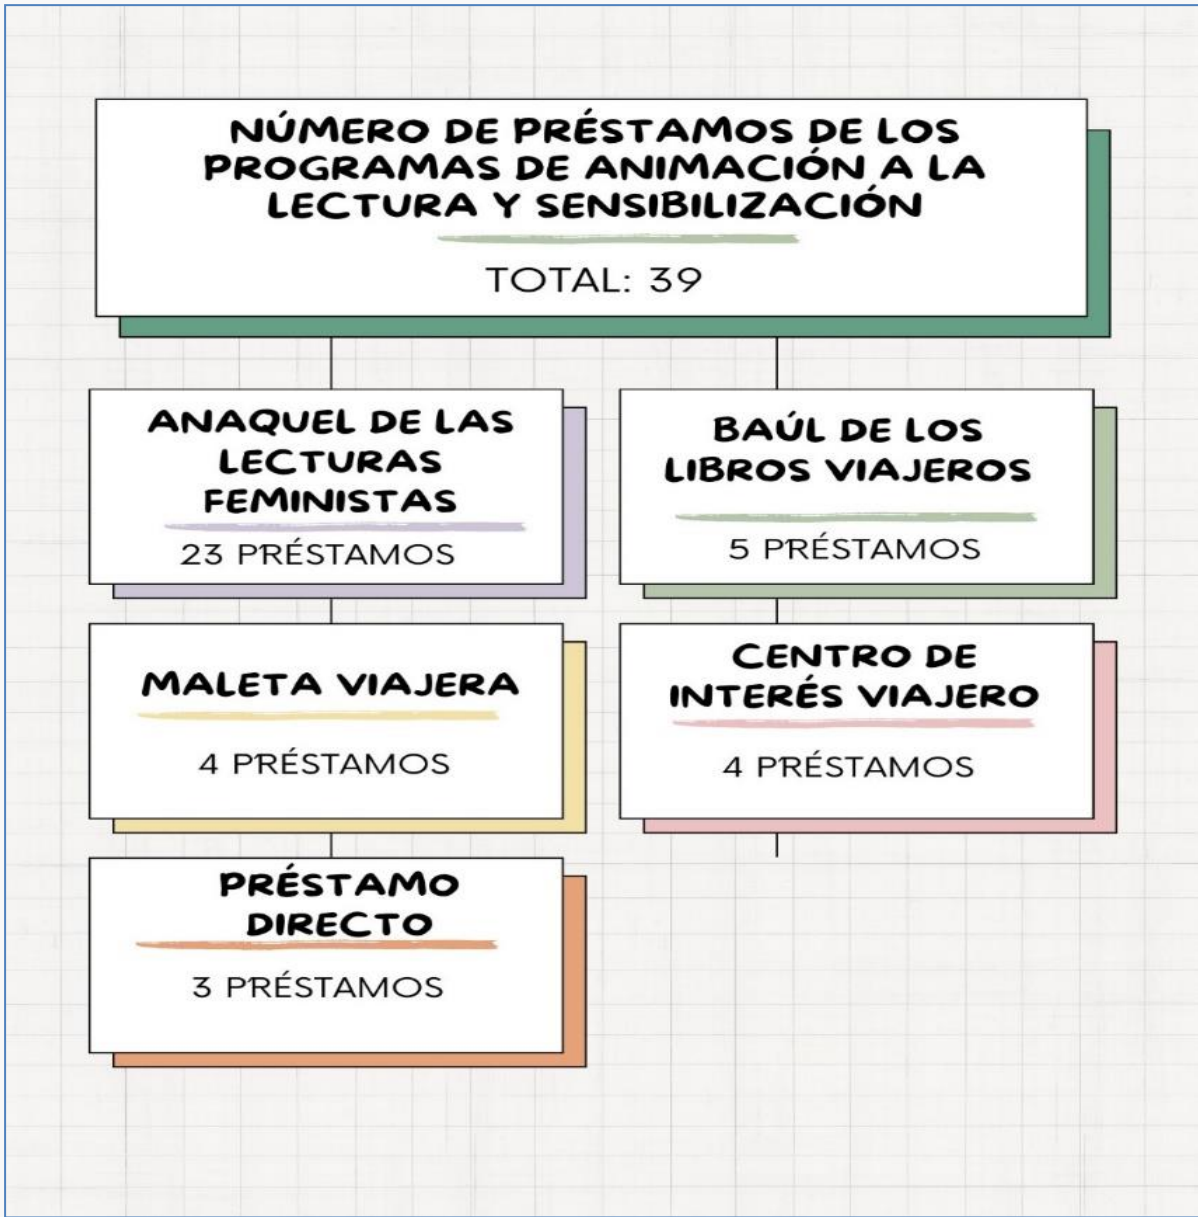 NÚMERO DE PRÉSTAMOS DE LOS
PROGRAMAS DE ANIMACIÓN A LA
LECTURA Y SENSIBILIZACIÓN
TOTAL: 39
ANAQUEL DE LAS
LECTURAS
FEMINISTAS
23 PRÉSTAMOS
BAÚL DE LOS
LIBROS VIAJEROS
5 PRÉSTAMOS
MALETA VIAJERA
4 PRÉSTAMOS
CENTRO DE
INTERÉS VIAJERO
4 PRÉSTAMOS
PRÉSTAMO
DIRECTO
3 PRÉSTAMOS